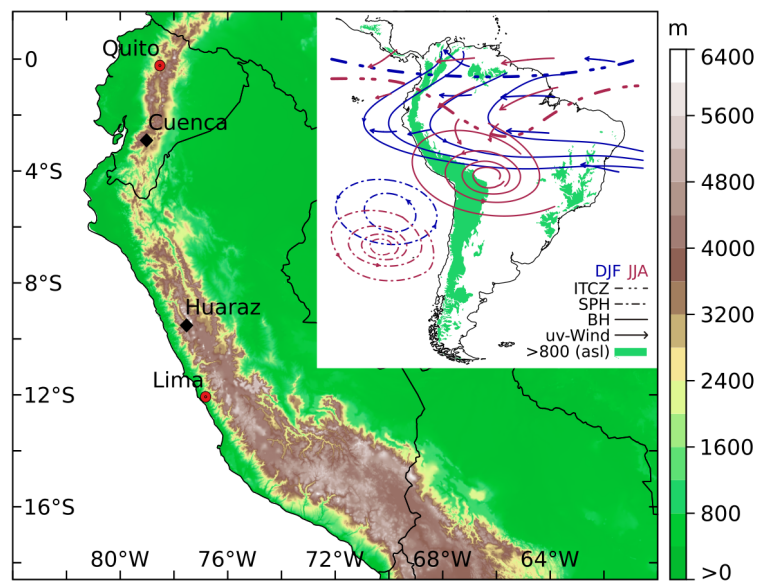 m
Quito
0
Cuenca
4°S
8°S
Huaraz
Lima
12°S
16°S
80°W 76°W 72°W 68°W 64°W
DJF JJA
ITCZ
SPH
BH
uv-Wind
>800 (asl)
6400
5600
4800
4000
3200
2400
1600
800
>0